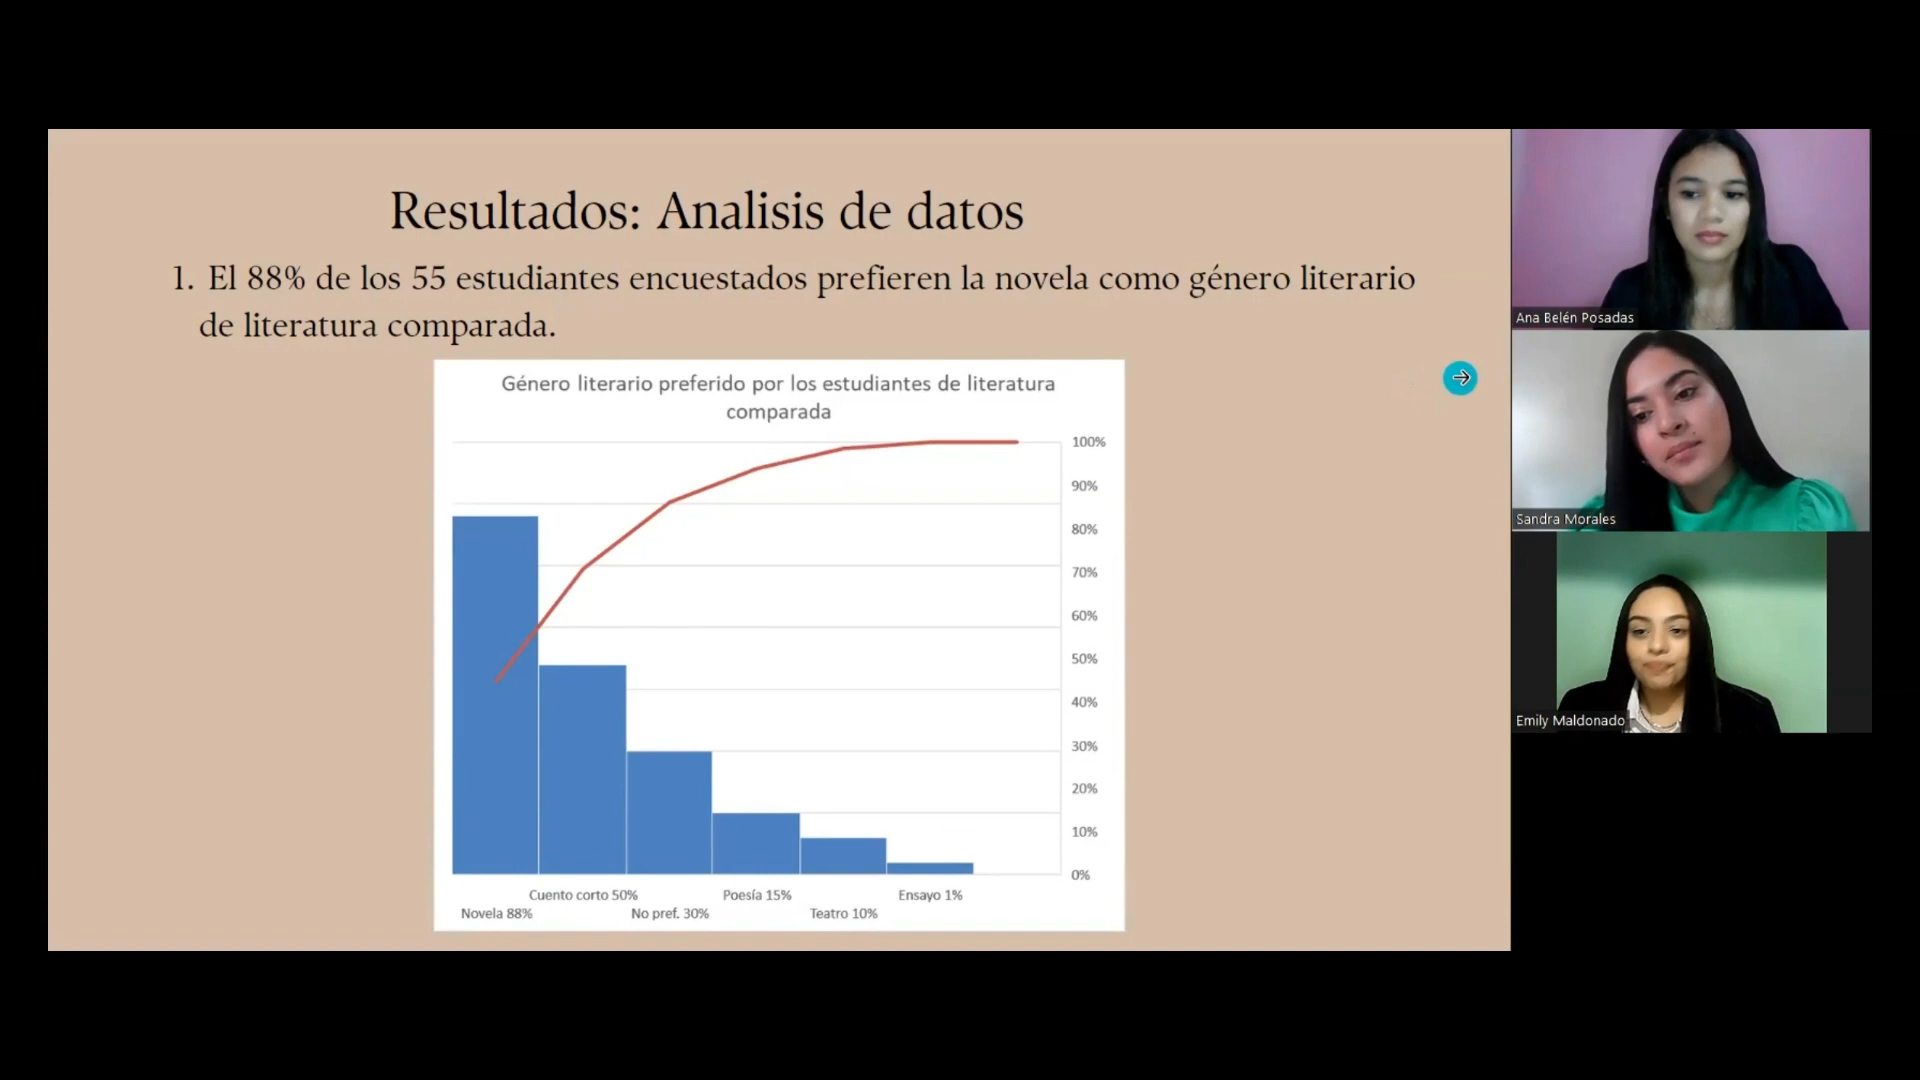 Resultados: Analisis de datos
1. El 88% de los 55 estudiantes encuestados prefieren la novela como género literario
de literatura comparada.
Género literario preferido por los estudiantes de literatura
comparada
100%
90%
80%
70%
60%
50%
40%
30%
20%
10%
0%
Cuento corto 50%
Poesía 15%
Ensayo 1%
Novela 88%
No pref. 30%
Teatro 10%
Ana Belén Posadas
Sandra Morales
Emily Maldonado